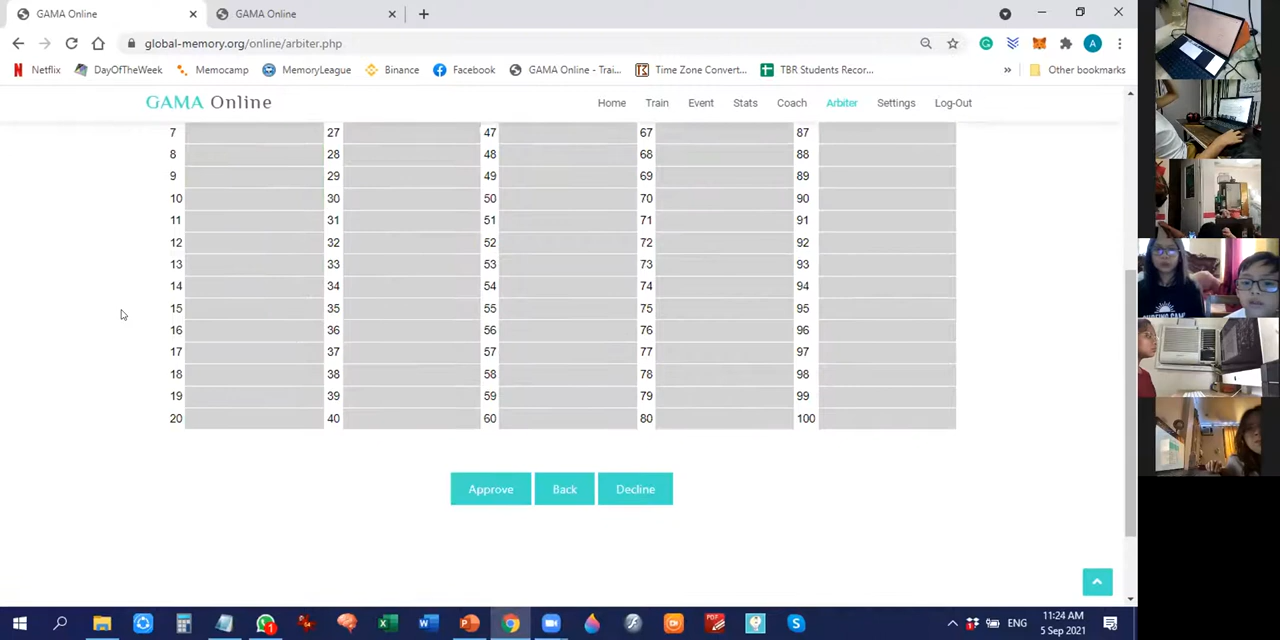 GAMA Online
GAMA Online
global-memory.org/online/arbiter.php
Netflix
DayOfTheWeek
Memocamp
MemoryLeague
Binance
Facebook
GAMA Online - Trai...
Time Zone Convert...
TBR Students Recor...
Other bookmarks
GAMA Online
Home
Train
Event
Stats
Coach
Arbiter
Settings
Log-Out
7 27 47 67 87
8 28 48 68 88
9 29 49 69 89
10 30 50 70 90
11 31 51 71 91
12 32 52 72 92
13 33 53 73 93
14 34 54 74 94
15 35 55 75 95
16 36 56 76 96
17 37 57 77 97
18 38 58 78 98
19 39 59 79 99
20 40 60 80 100
Approve
Back
Decline
ENG
11:24 AM
5 Sep 2021